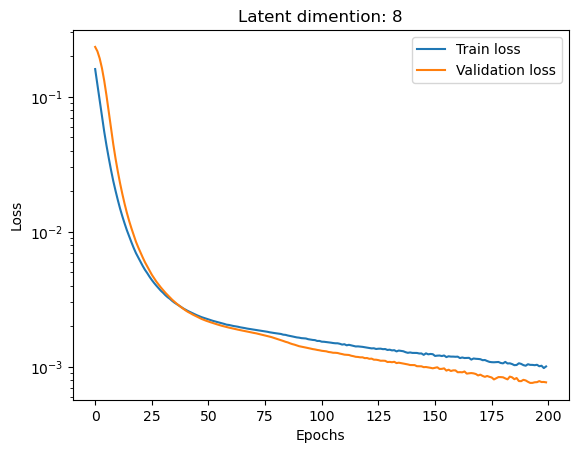 Latent dimention: 8
Train loss
Validation loss
Loss
10⁻¹
10⁻²
10⁻³
0 25 50 75 100 125 150 175 200
Epochs